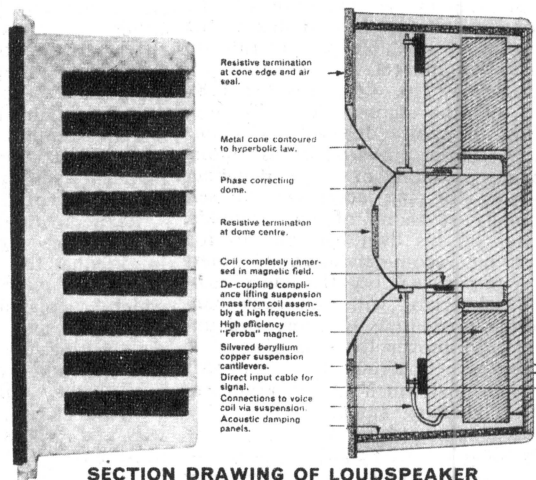 Resistive termination
at cone edge and air
seal.
Metal cone contoured
to hyperbolic law.
Phase correcting
dome.
Resistive termination
at dome centre.
Coil completely immer-
sed in magnetic field.
De-coupling compli-
ance lifting suspension
mass from coil assem-
bly at high frequencies.
High efficiency
"Feroba" magnet.
Silvered beryllium
copper suspension
cantilevers.
Direct input cable for
signal.
Connections to voice
coil via suspension.
Acoustic damping
panels.
SECTION DRAWING OF LOUDSPEAKER